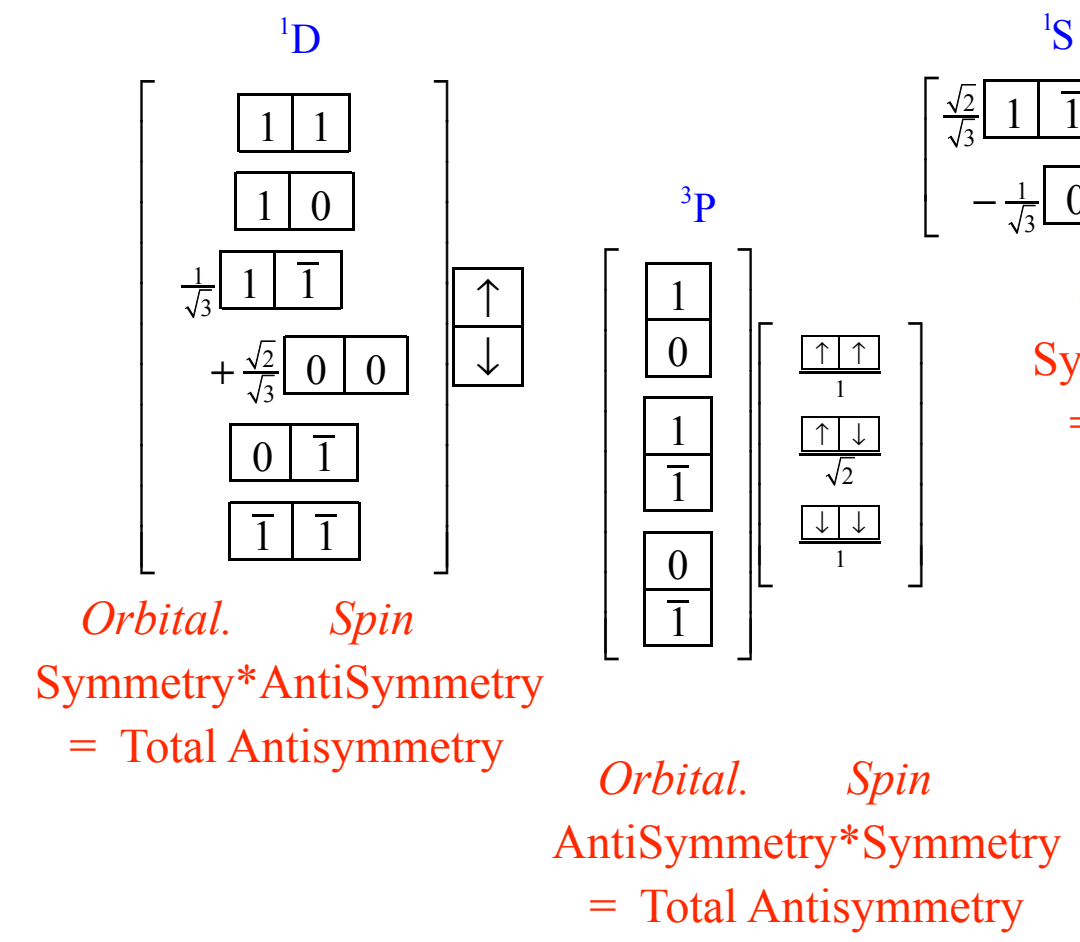 ¹D
1 1
1 0
1/√3 1 1̅
+ √2/√3 0 0
0 1̅
1̅ 1̅
↑
↓
Orbital. Spin
Symmetry*AntiSymmetry
= Total Antisymmetry
³P
1
0
1
1̅
0
1̅
↑ ↑
1
↑ ↓
√2
↓ ↓
1
Orbital. Spin
AntiSymmetry*Symmetry
= Total Antisymmetry
¹S
√2/√3 1 1̅
− 1/√3 0
Sy
=